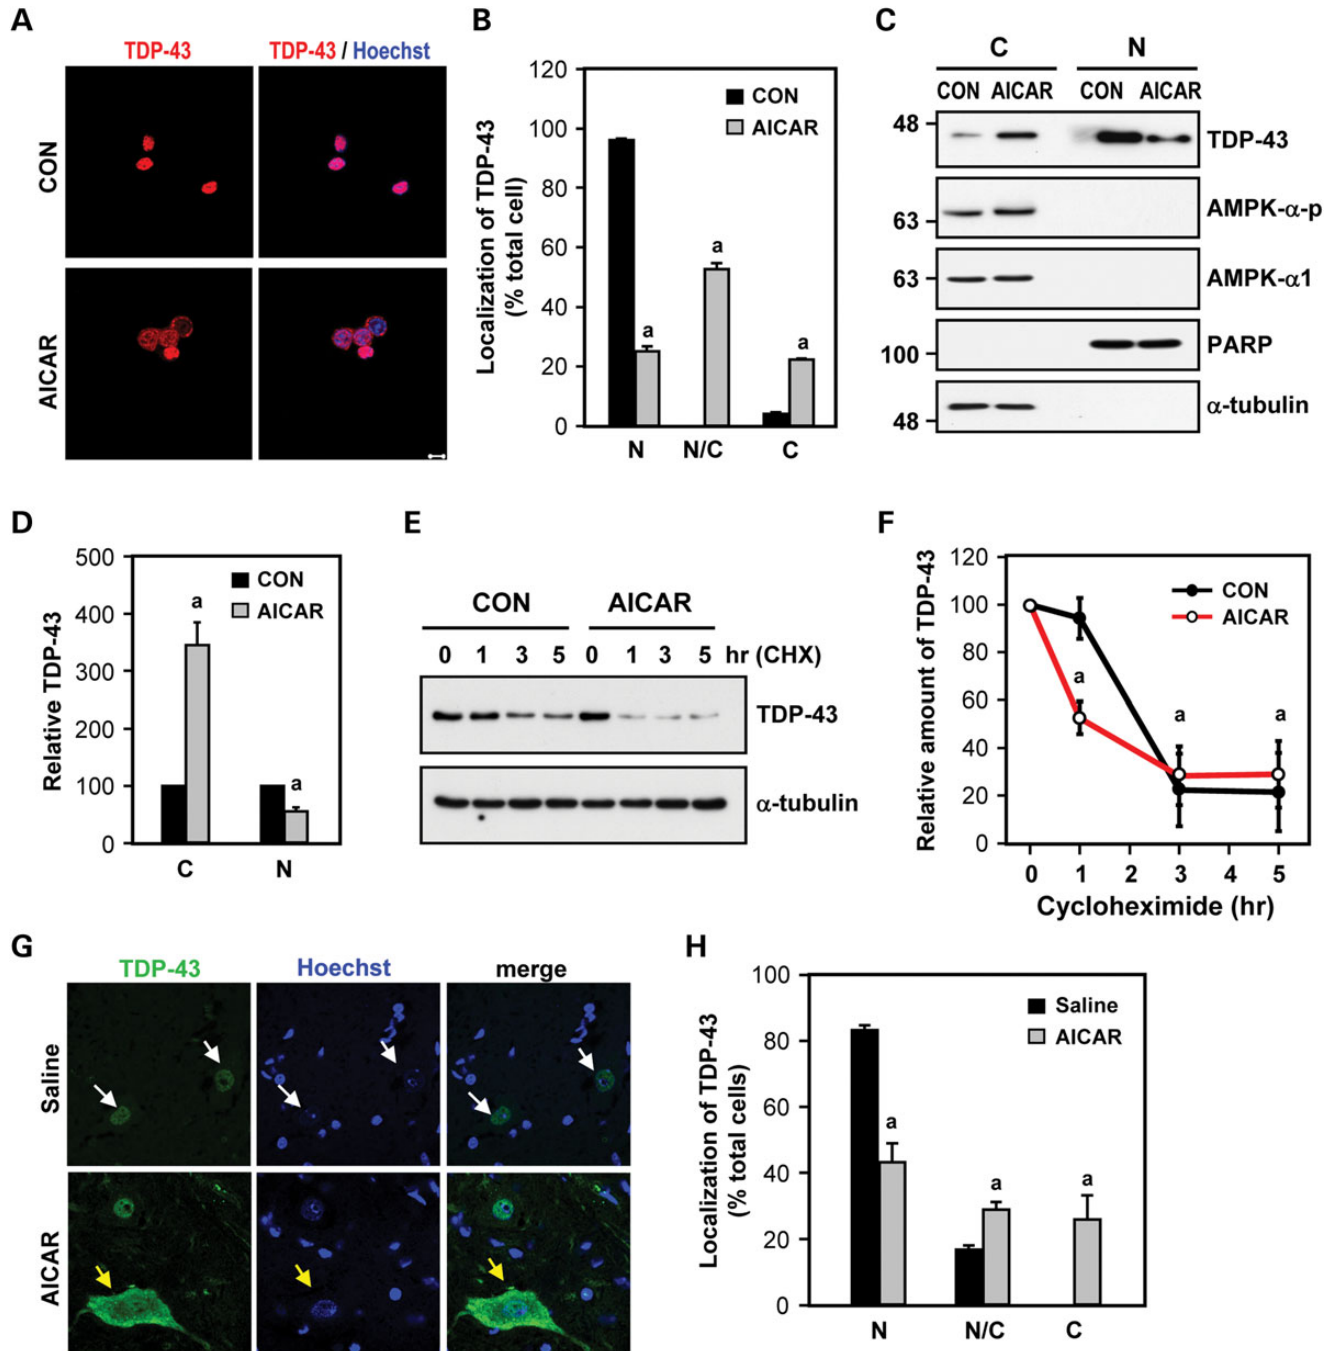 A
TDP-43
TDP-43 / Hoechst
CON
AICAR
B
120
100
80
60
40
20
0
Localization of TDP-43
(% total cell)
CON
AICAR
a
a
a
N
N/C
C
C
C
N
CON
AICAR
CON
AICAR
48
TDP-43
63
AMPK-α-p
63
AMPK-α1
100
PARP
48
α-tubulin
D
500
400
300
200
100
0
Relative TDP-43
CON
AICAR
a
a
C
N
E
CON
AICAR
0 1 3 5 0 1 3 5 hr (CHX)
TDP-43
α-tubulin
F
120
100
80
60
40
20
0
Relative amount of TDP-43
CON
AICAR
a
a
a
0 1 2 3 4 5
Cycloheximide (hr)
G
TDP-43
Hoechst
merge
Saline
AICAR
H
100
80
60
40
20
0
Localization of TDP-43
(% total cells)
Saline
AICAR
a
a
a
N
N/C
C